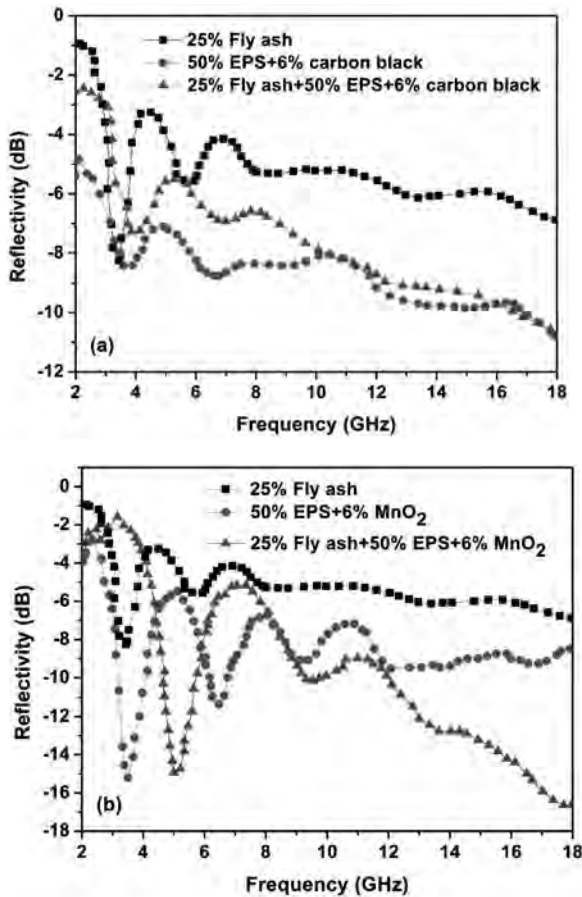 25% Fly ash
50% EPS+6% carbon black
25% Fly ash+50% EPS+6% carbon black
0
-2
-4
-6
-8
-10
-12
Reflectivity (dB)
(a)
2 4 6 8 10 12 14 16 18
Frequency (GHz)
25% Fly ash
50% EPS+6% MnO2
25% Fly ash+50% EPS+6% MnO2
0
-2
-4
-6
-8
-10
-12
-14
-16
-18
Reflectivity (dB)
(b)
2 4 6 8 10 12 14 16 18
Frequency (GHz)